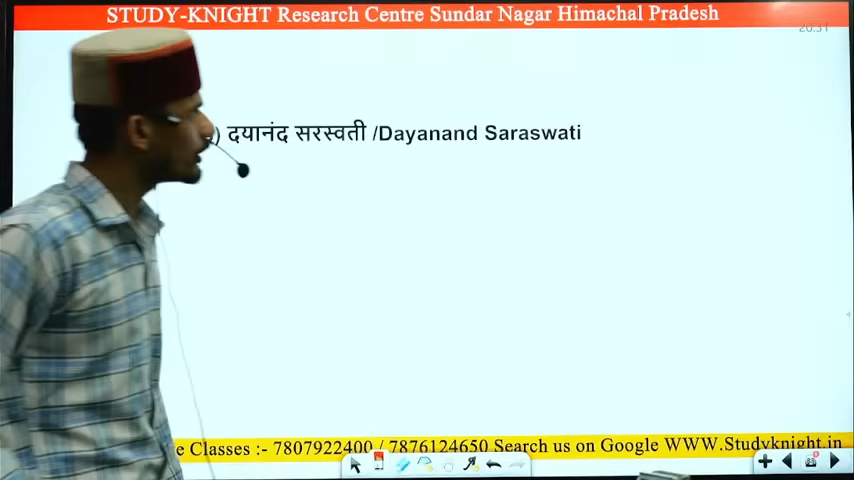 STUDY-KNIGHT Research Centre Sundar Nagar Himachal Pradesh
20:31
) दयानंद सरस्वती /Dayanand Saraswati
e Classes :- 7807922400 / 7876124650 Search us on Google WWW.Studyknight.in